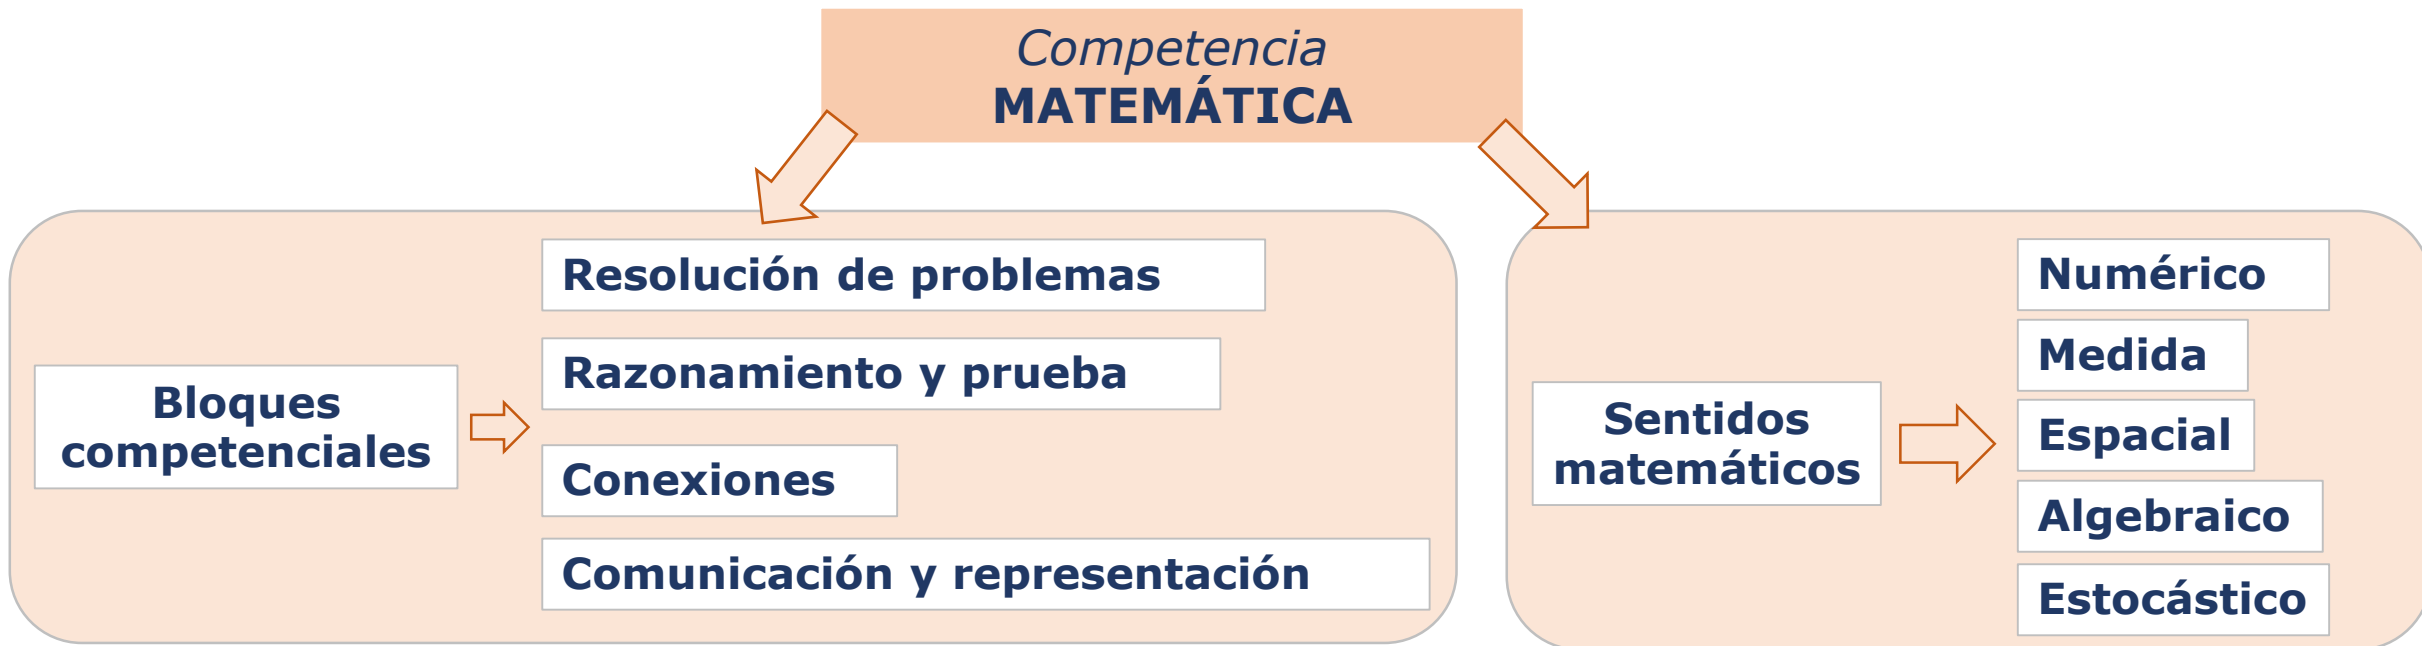 Competencia
MATEMÁTICA
Bloques
competenciales
Resolución de problemas
Razonamiento y prueba
Conexiones
Comunicación y representación
Sentidos
matemáticos
Numérico
Medida
Espacial
Algebraico
Estocástico